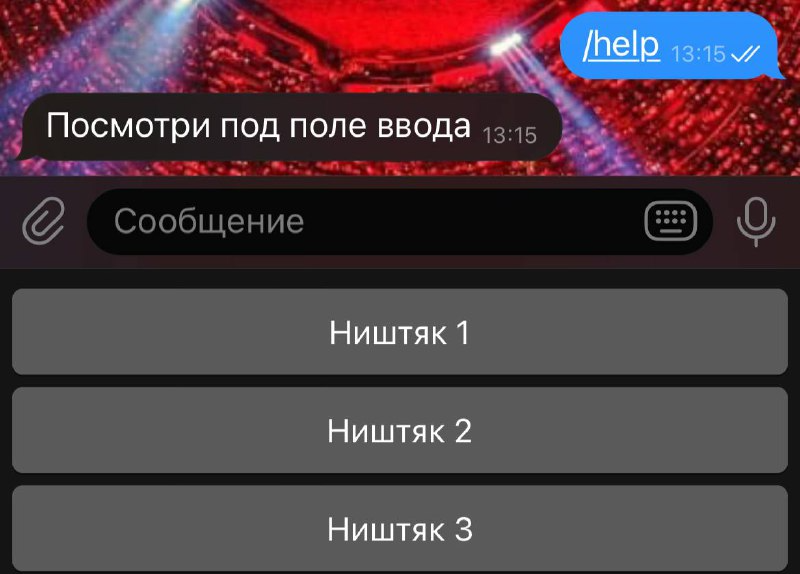 /help 13:15
Посмотри под поле ввода 13:15
Сообщение
Ништяк 1
Ништяк 2
Ништяк 3